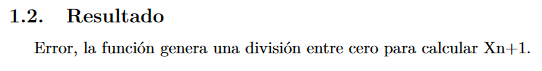 1.2. Resultado
Error, la función genera una división entre cero para calcular Xn+1.